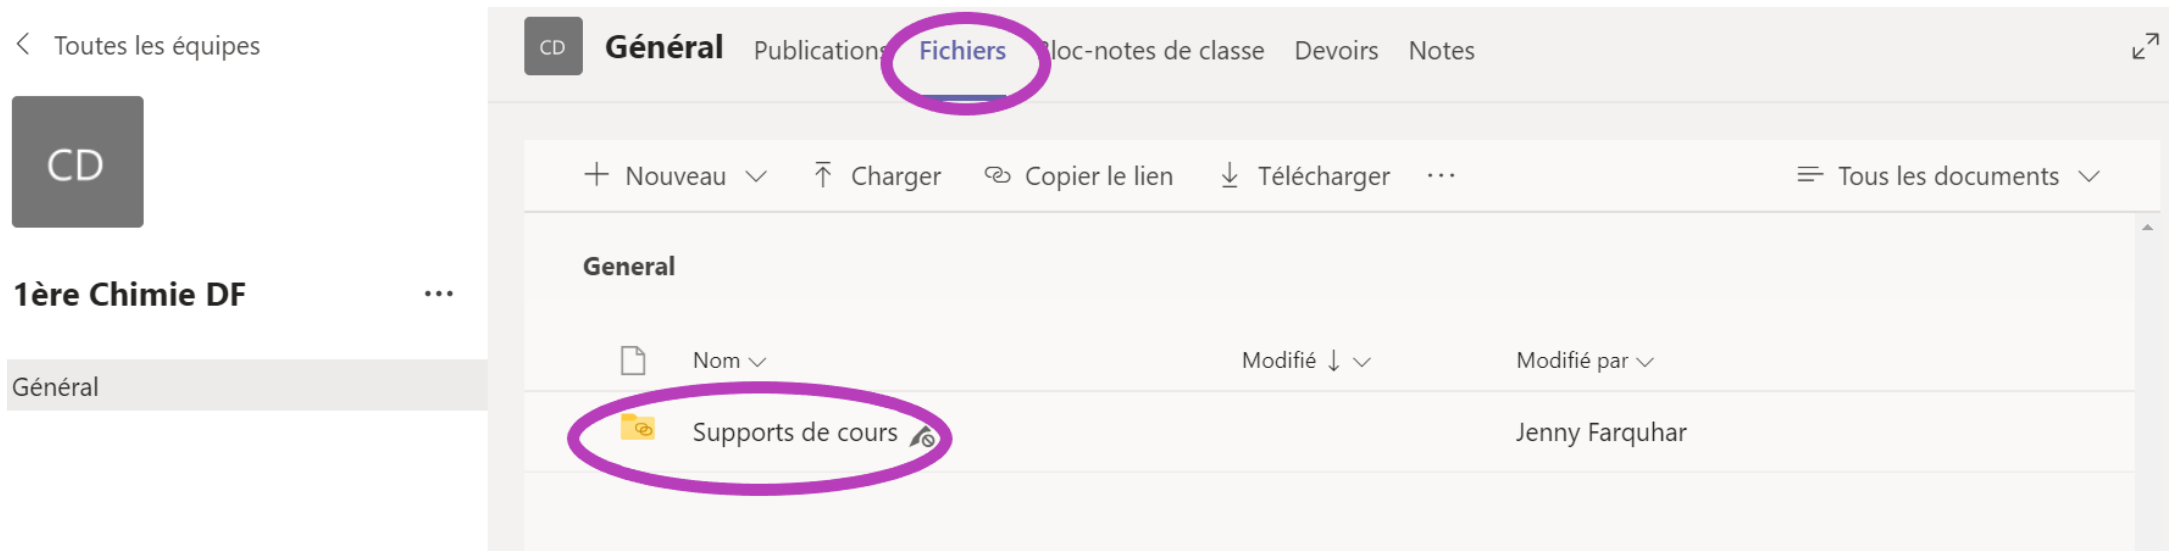 Toutes les équipes
CD
1ère Chimie DF
Général
CD Général Publications Fichiers Bloc-notes de classe Devoirs Notes
Nouveau Charger Copier le lien Télécharger Tous les documents
General
Nom Modifié Modifié par
Supports de cours Jenny Farquhar